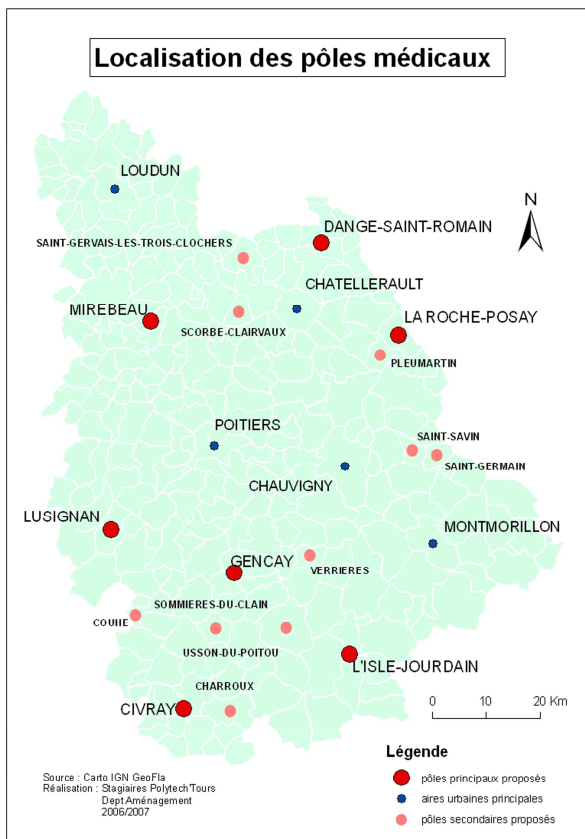 Localisation des pôles médicaux
LOUDUN
N
DANGE-SAINT-ROMAIN
SAINT-GERVAIS-LES-TROIS-CLOCHERS
CHATELLERAULT
MIREBEAU
LA ROCHE-POSAY
SCORBE-CLAIRVAUX
PLEUMARTIN
POITIERS
SAINT-SAVIN
SAINT-GERMAIN
CHAUVIGNY
LUSIGNAN
MONTMORILLON
GENCAY
VERRIERES
SOMMIERES-DU-CLAIN
COUHE
USSON-DU-POITOU
L'ISLE-JOURDAIN
CHARROUX
CIVRAY
0 10 20 Km
Légende
pôles principaux proposés
aires urbaines principales
pôles secondaires proposés
Source : Carto IGN GeoFla
Réalisation : Stagiaires Polytech'Tours
Dept Aménagement
2006/2007